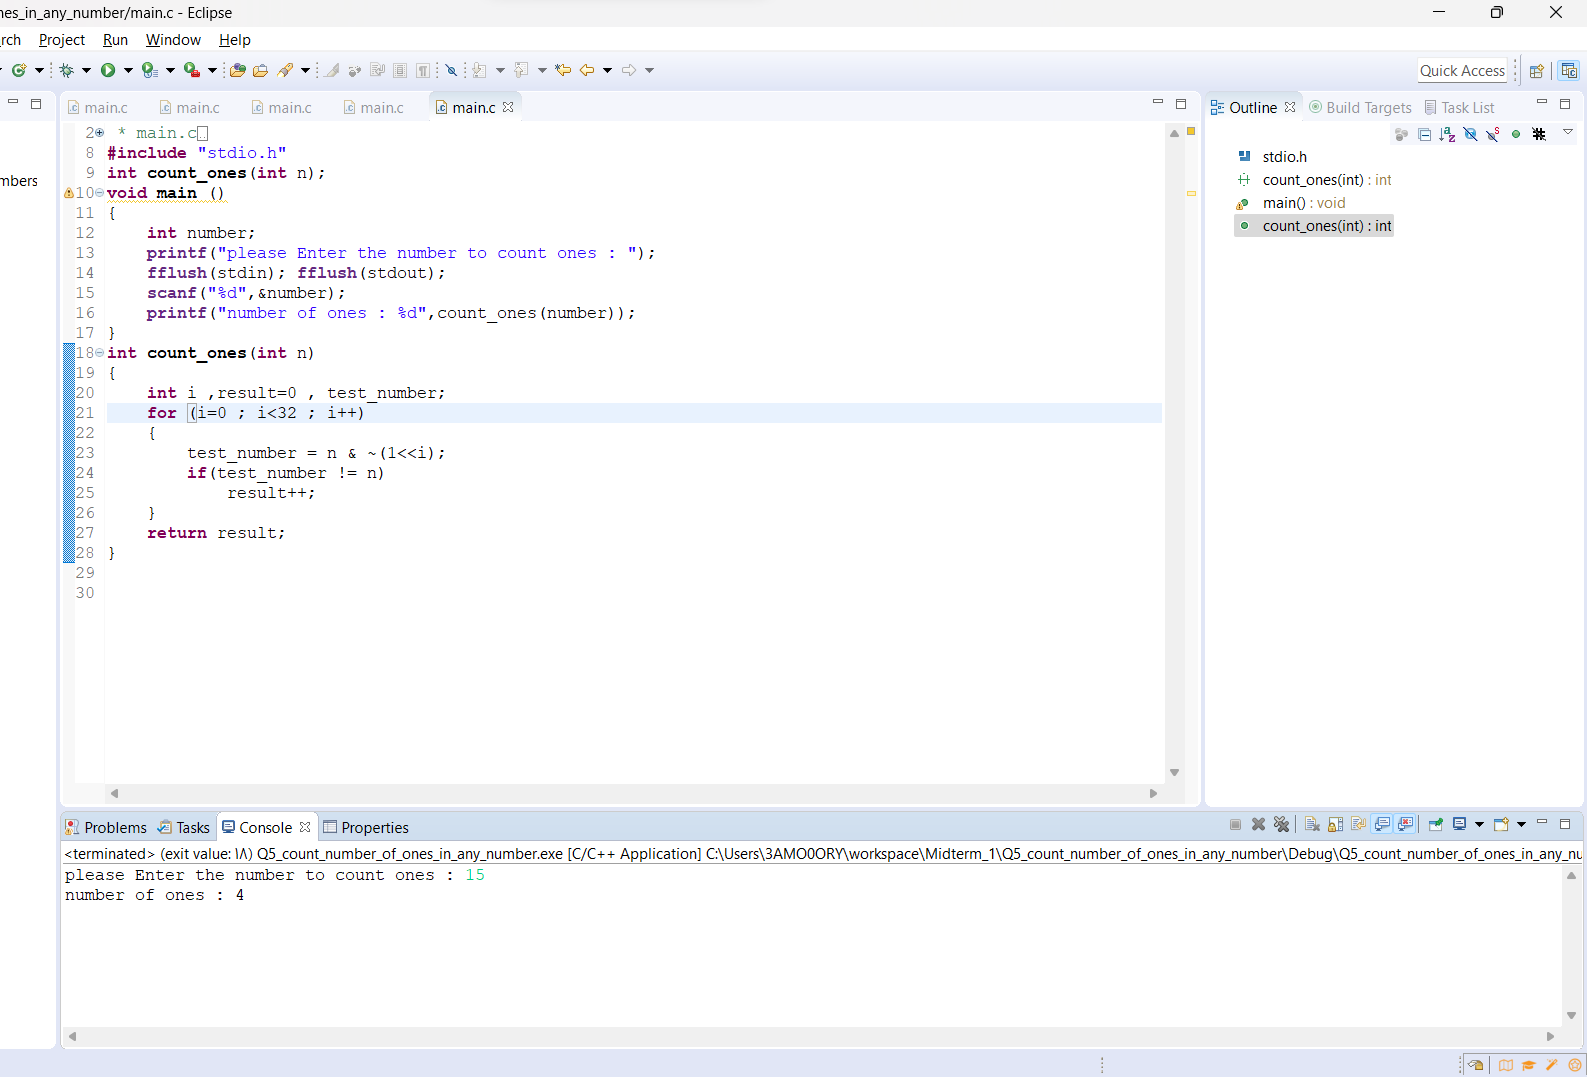 nes_in_any_number/main.c - Eclipse
rch Project Run Window Help
Quick Access
mbers
main.c main.c main.c main.c main.c
2 * main.c
8 #include "stdio.h"
9 int count_ones(int n);
10 void main ()
11 {
12 int number;
13 printf("please Enter the number to count ones : ");
14 fflush(stdin); fflush(stdout);
15 scanf("%d",&number);
16 printf("number of ones : %d",count_ones(number));
17 }
18 int count_ones(int n)
19 {
20 int i ,result=0 , test_number;
21 for (i=0 ; i<32 ; i++)
22 {
23 test_number = n & ~(1<<i);
24 if(test_number != n)
25 result++;
26 }
27 return result;
28 }
29
30
Outline Build Targets Task List
stdio.h
count_ones(int) : int
main() : void
count_ones(int) : int
Problems Tasks Console Properties
<terminated> (exit value: ١٨) Q5_count_number_of_ones_in_any_number.exe [C/C++ Application] C:\Users\3AMO0ORY\workspace\Midterm_1\Q5_count_number_of_ones_in_any_number\Debug\Q5_count_number_of_ones_in_any_nu
please Enter the number to count ones : 15
number of ones : 4